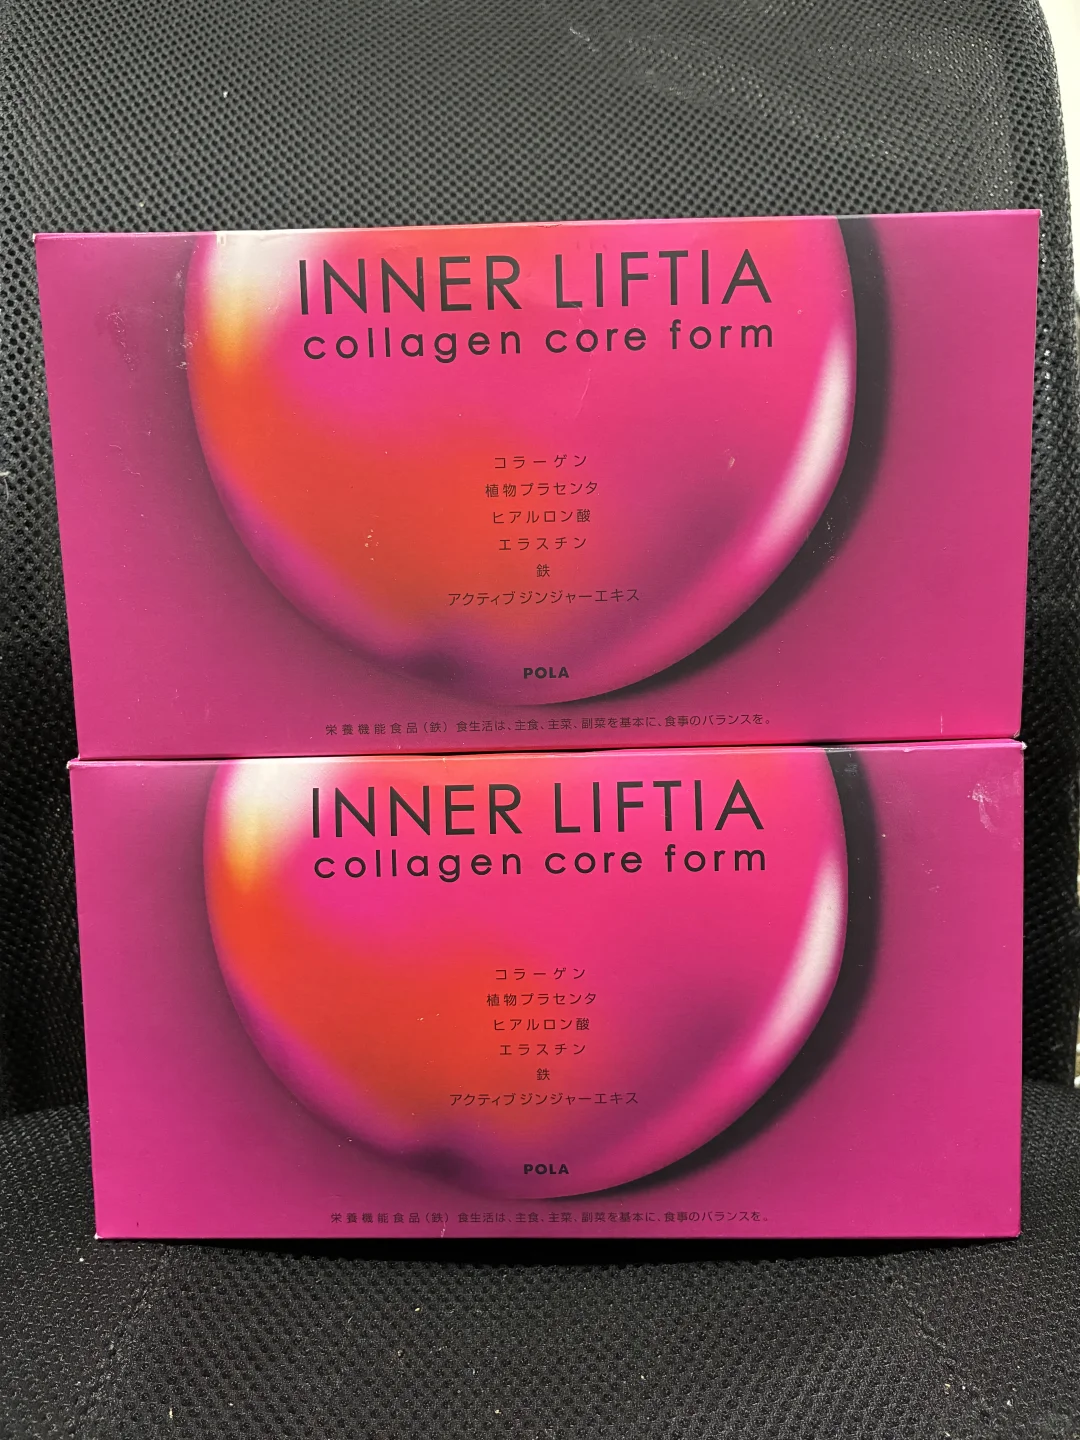 INNER LIFTIA
collagen core form
コラーゲン
植物プラセンタ
ヒアルロン酸
エラスチン
鉄
アクティブジンジャーエキス
POLA
栄養機能食品（鉄）食生活は、主食、主菜、副菜を基本に、食事のバランスを。
INNER LIFTIA
collagen core form
コラーゲン
植物プラセンタ
ヒアルロン酸
エラスチン
鉄
アクティブジンジャーエキス
POLA
栄養機能食品（鉄）食生活は、主食、主菜、副菜を基本に、食事のバランスを。